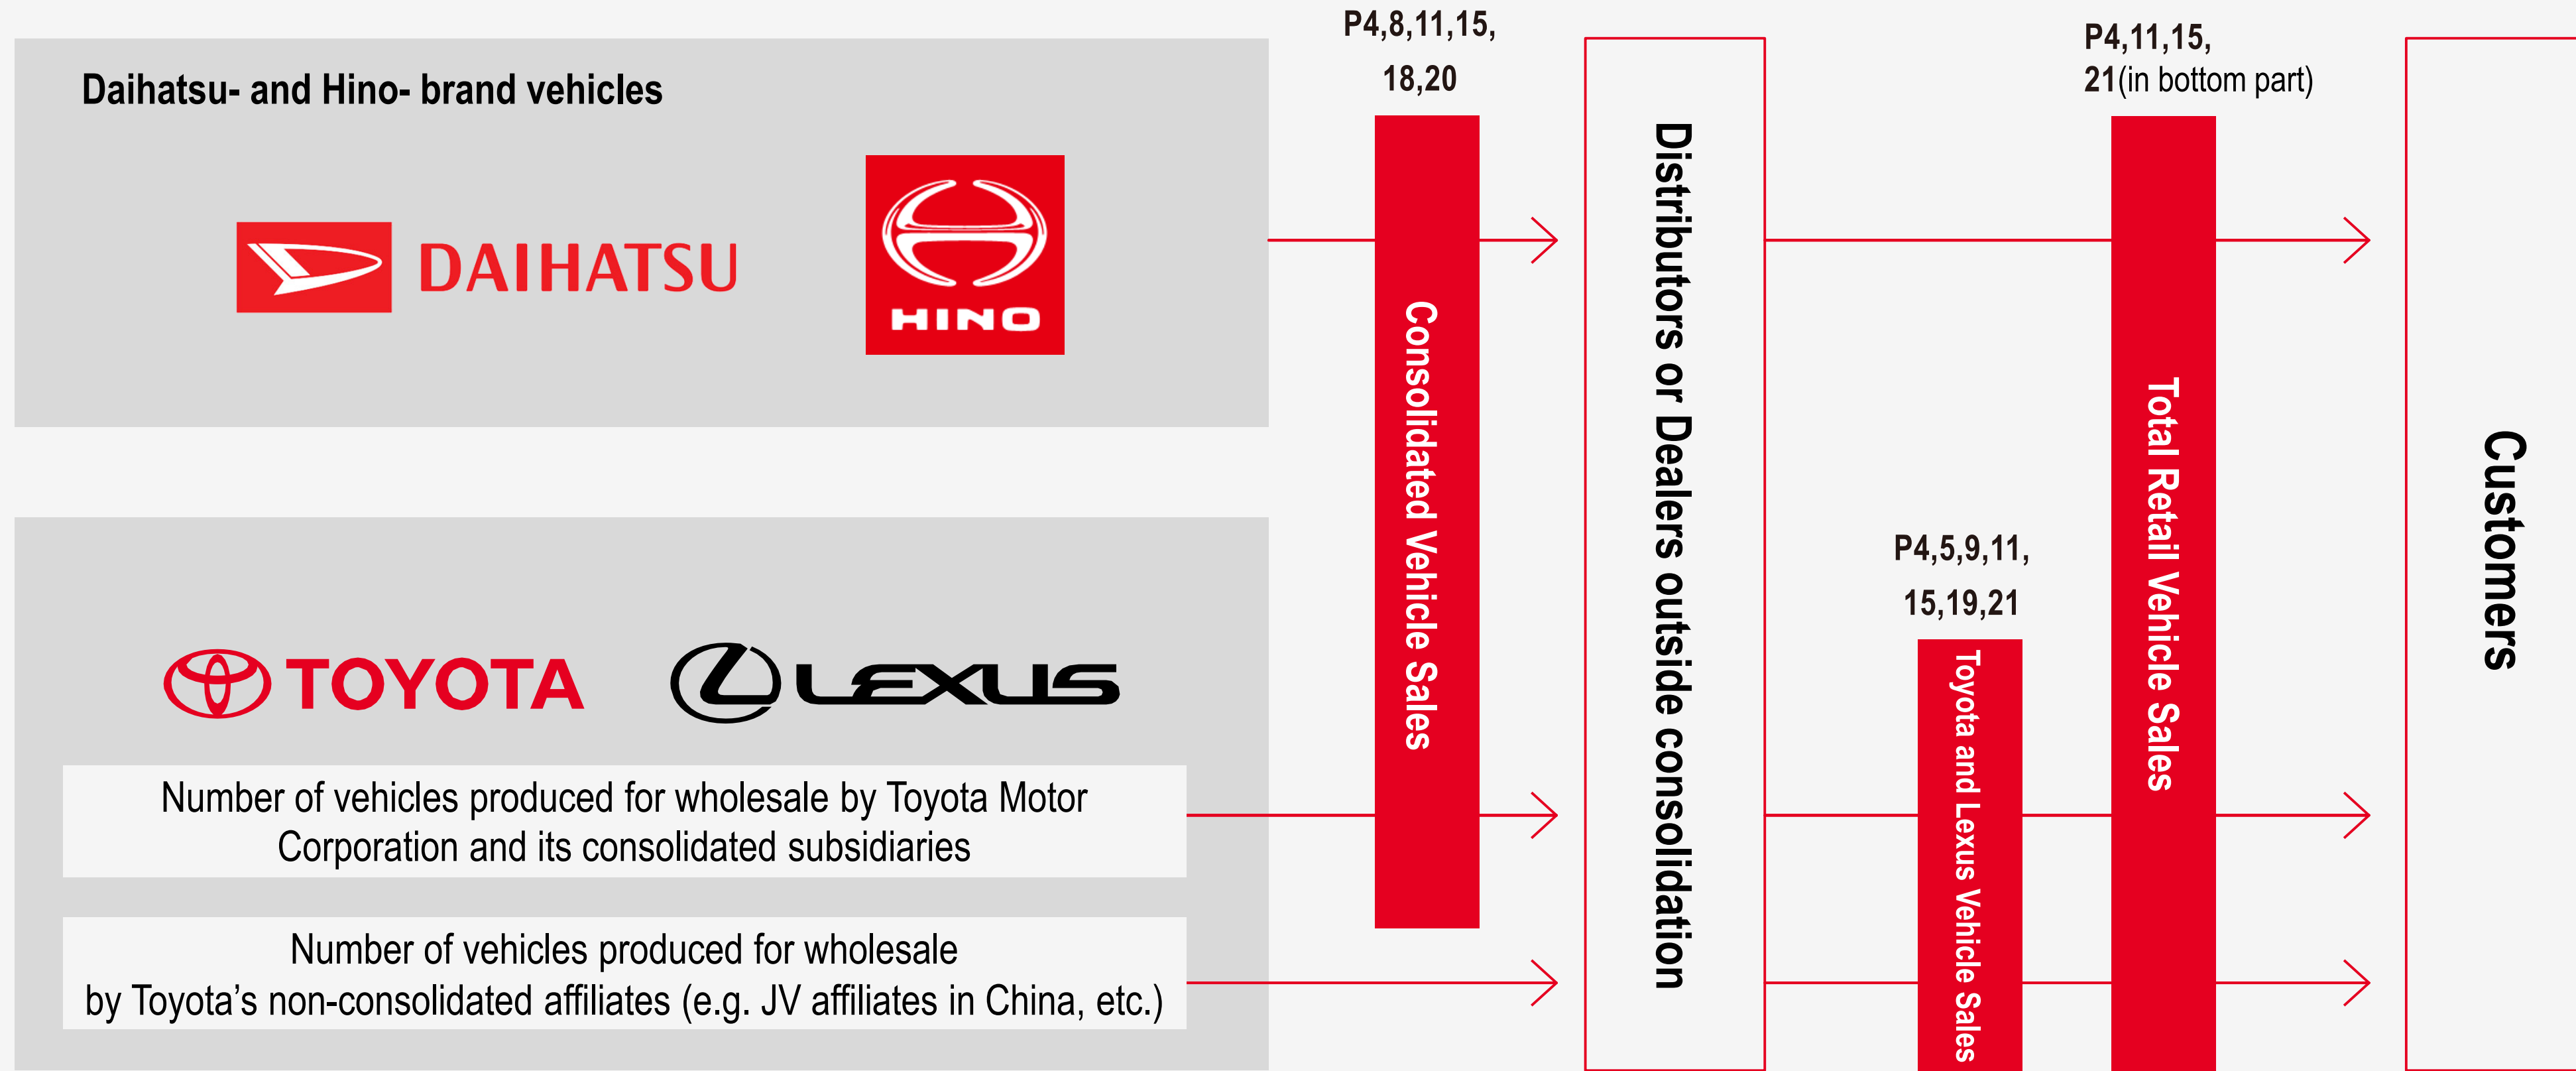 Daihatsu- and Hino- brand vehicles
DAIHATSU
HINO
TOYOTA
LEXUS
Number of vehicles produced for wholesale by Toyota Motor
Corporation and its consolidated subsidiaries
Number of vehicles produced for wholesale
by Toyota’s non-consolidated affiliates (e.g. JV affiliates in China, etc.)
P4,8,11,15,
18,20
Consolidated Vehicle Sales
Distributors or Dealers outside consolidation
P4,5,9,11,
15,19,21
Toyota and Lexus Vehicle Sales
P4,11,15,
21(in bottom part)
Total Retail Vehicle Sales
Customers